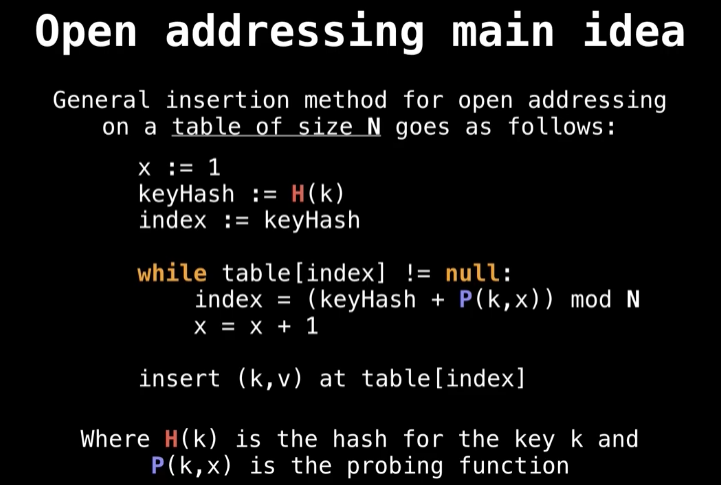 Open addressing main idea
General insertion method for open addressing
on a table of size N goes as follows:
x := 1
keyHash := H(k)
index := keyHash
while table[index] != null:
index = (keyHash + P(k,x)) mod N
x = x + 1
insert (k,v) at table[index]
Where H(k) is the hash for the key k and
P(k,x) is the probing function